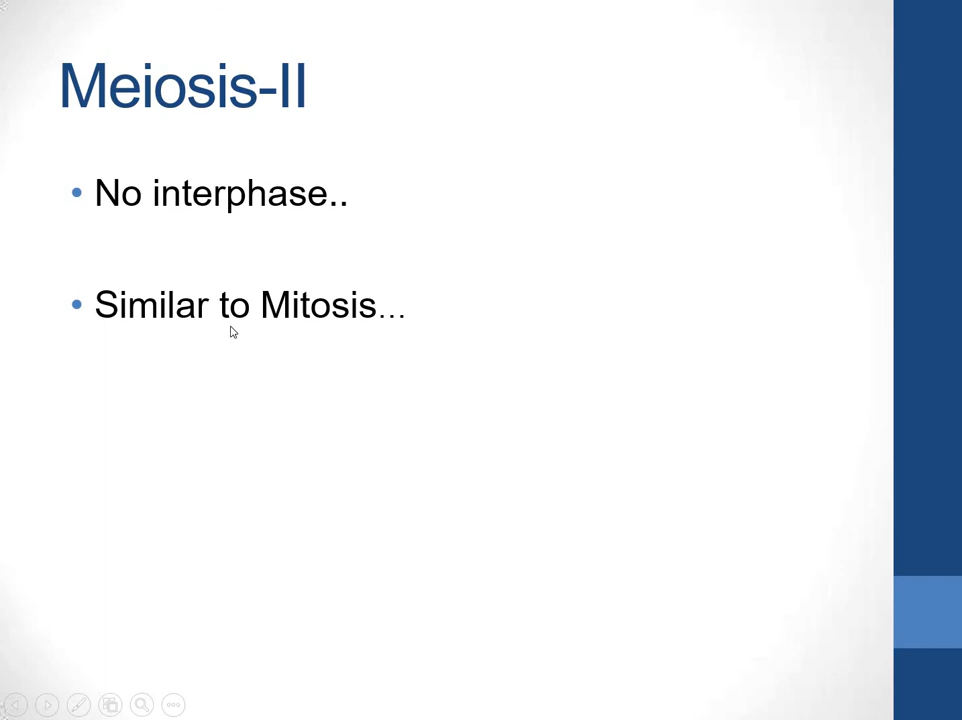 Meiosis-II
• No interphase..
• Similar to Mitosis...